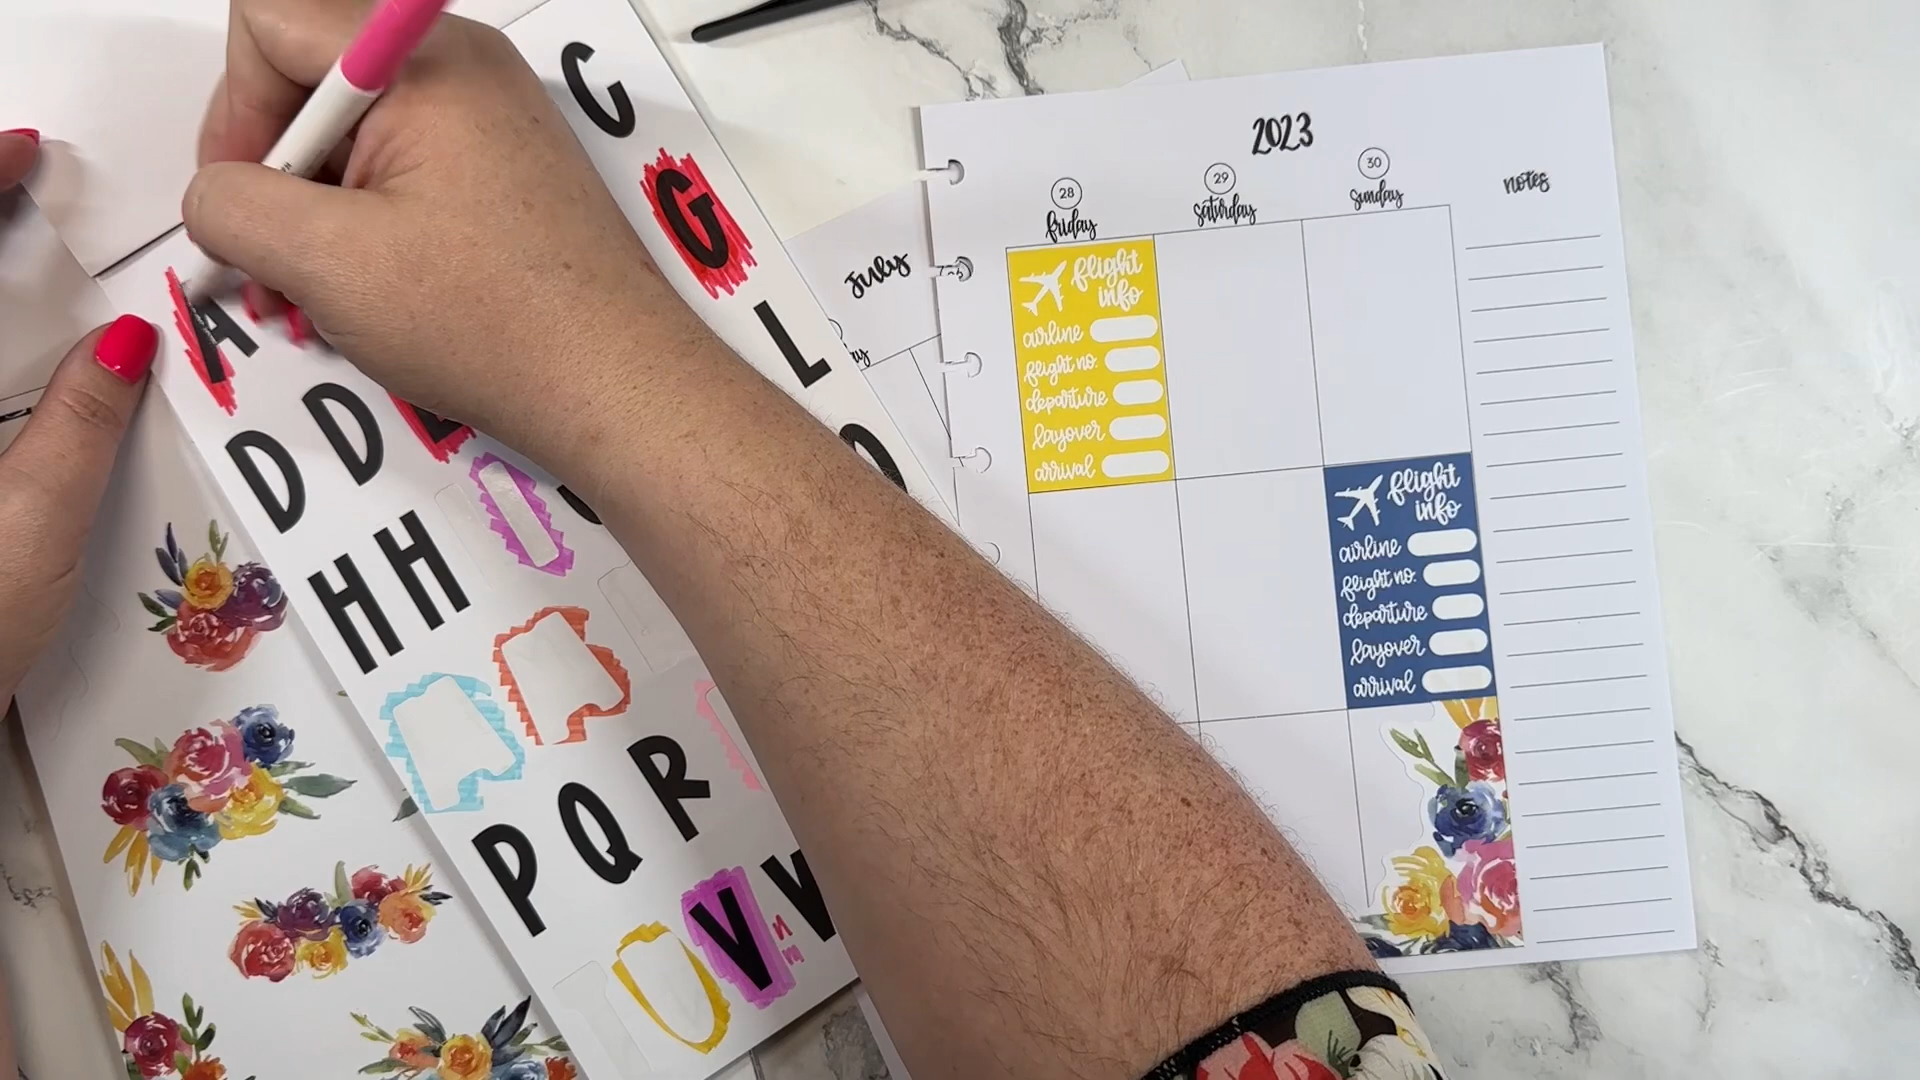 C
G
A
L
D D
H H
P Q R
V V
n
m
July
2023
28
29
30
friday
saturday
sunday
notes
flight
info
airline
flight no.
departure
layover
arrival
flight
info
airline
flight no.
departure
layover
arrival